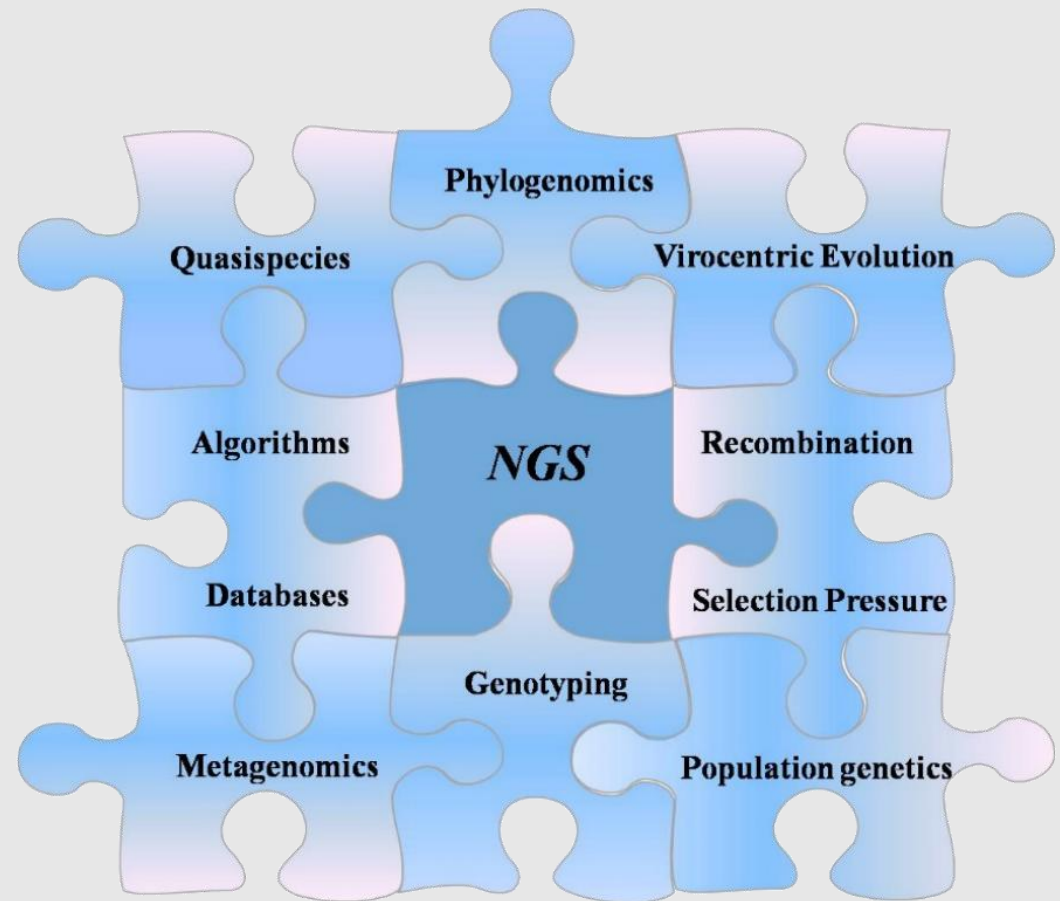 Phylogenomics
Quasispecies
Virocentric Evolution
Algorithms
NGS
Recombination
Databases
Selection Pressure
Genotyping
Metagenomics
Population genetics